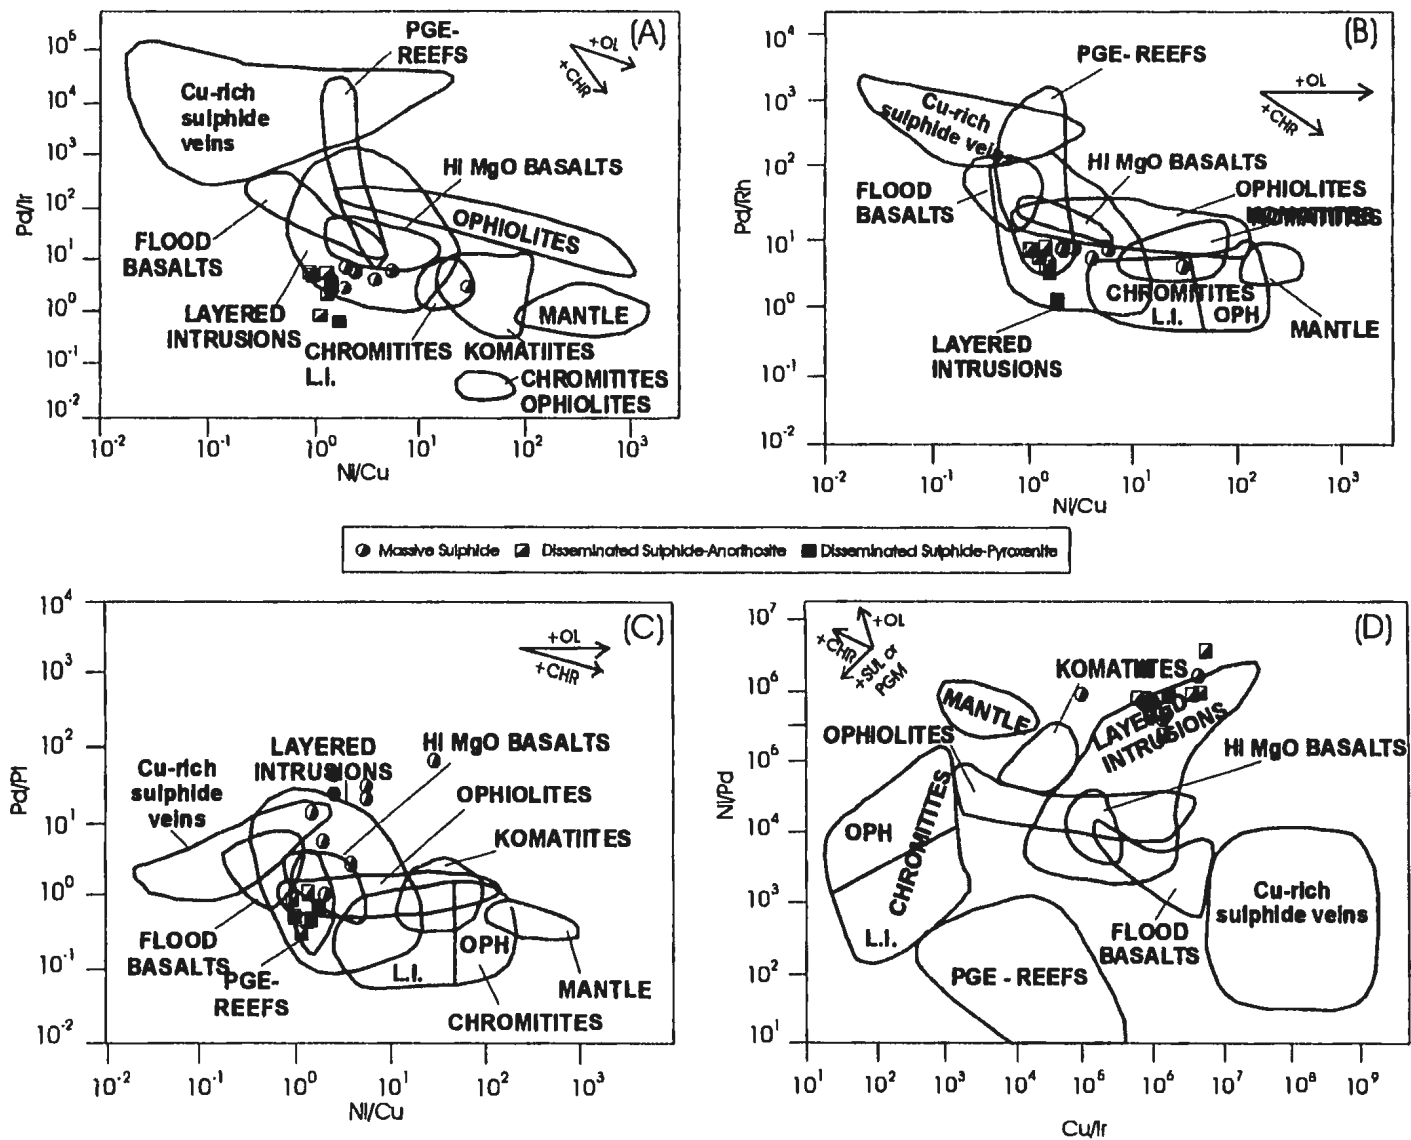 (A)
PGE-
REEFS
+OL
+CHR
10⁶
10⁴
10³
10²
10¹
10⁰
10⁻¹
10⁻²
Pd/Ir
Cu-rich
sulphide
veins
HI MgO BASALTS
OPHIOLITES
FLOOD
BASALTS
LAYERED
INTRUSIONS
MANTLE
CHROMITITES
L.I.
KOMATIITES
CHROMITITES
OPHIOLITES
10⁻²
10⁻¹
10⁰
10¹
10²
10³
Ni/Cu
(B)
PGE- REEFS
+OL
+CHR
10⁴
10³
10²
10¹
10⁰
10⁻¹
10⁻²
Pd/Rh
Cu-rich
sulphide veins
HI MgO BASALTS
FLOOD
BASALTS
OPHIOLITES
KOMATIITES
CHROMITITES
L.I.
OPH
MANTLE
LAYERED
INTRUSIONS
10⁻²
10⁻¹
10⁰
10¹
10²
10³
Ni/Cu
Massive Sulphide
Disseminated Sulphide-Anorthosite
Disseminated Sulphide-Pyroxenite
(C)
+OL
+CHR
10⁴
10³
10²
10¹
10⁰
10⁻¹
10⁻²
Pd/Pt
LAYERED
INTRUSIONS
HI MgO BASALTS
Cu-rich
sulphide
veins
OPHIOLITES
KOMATIITES
FLOOD
BASALTS
PGE-
REEFS
L.I.
OPH
MANTLE
CHROMITITES
10⁻²
10⁻¹
10⁰
10¹
10²
10³
Ni/Cu
(D)
+OL
+CHR
+SUL or
PGM
10⁷
10⁶
10⁶
10⁴
10³
10²
10¹
Ni/Pd
KOMATIITES
MANTLE
OPHIOLITES
LAYERED
INTRUSIONS
HI MgO BASALTS
OPH
CHROMITITES
L.I.
Cu-rich
sulphide veins
FLOOD
BASALTS
PGE - REEFS
10¹
10²
10³
10⁴
10⁶
10⁶
10⁷
10⁸
10⁹
Cu/Ir